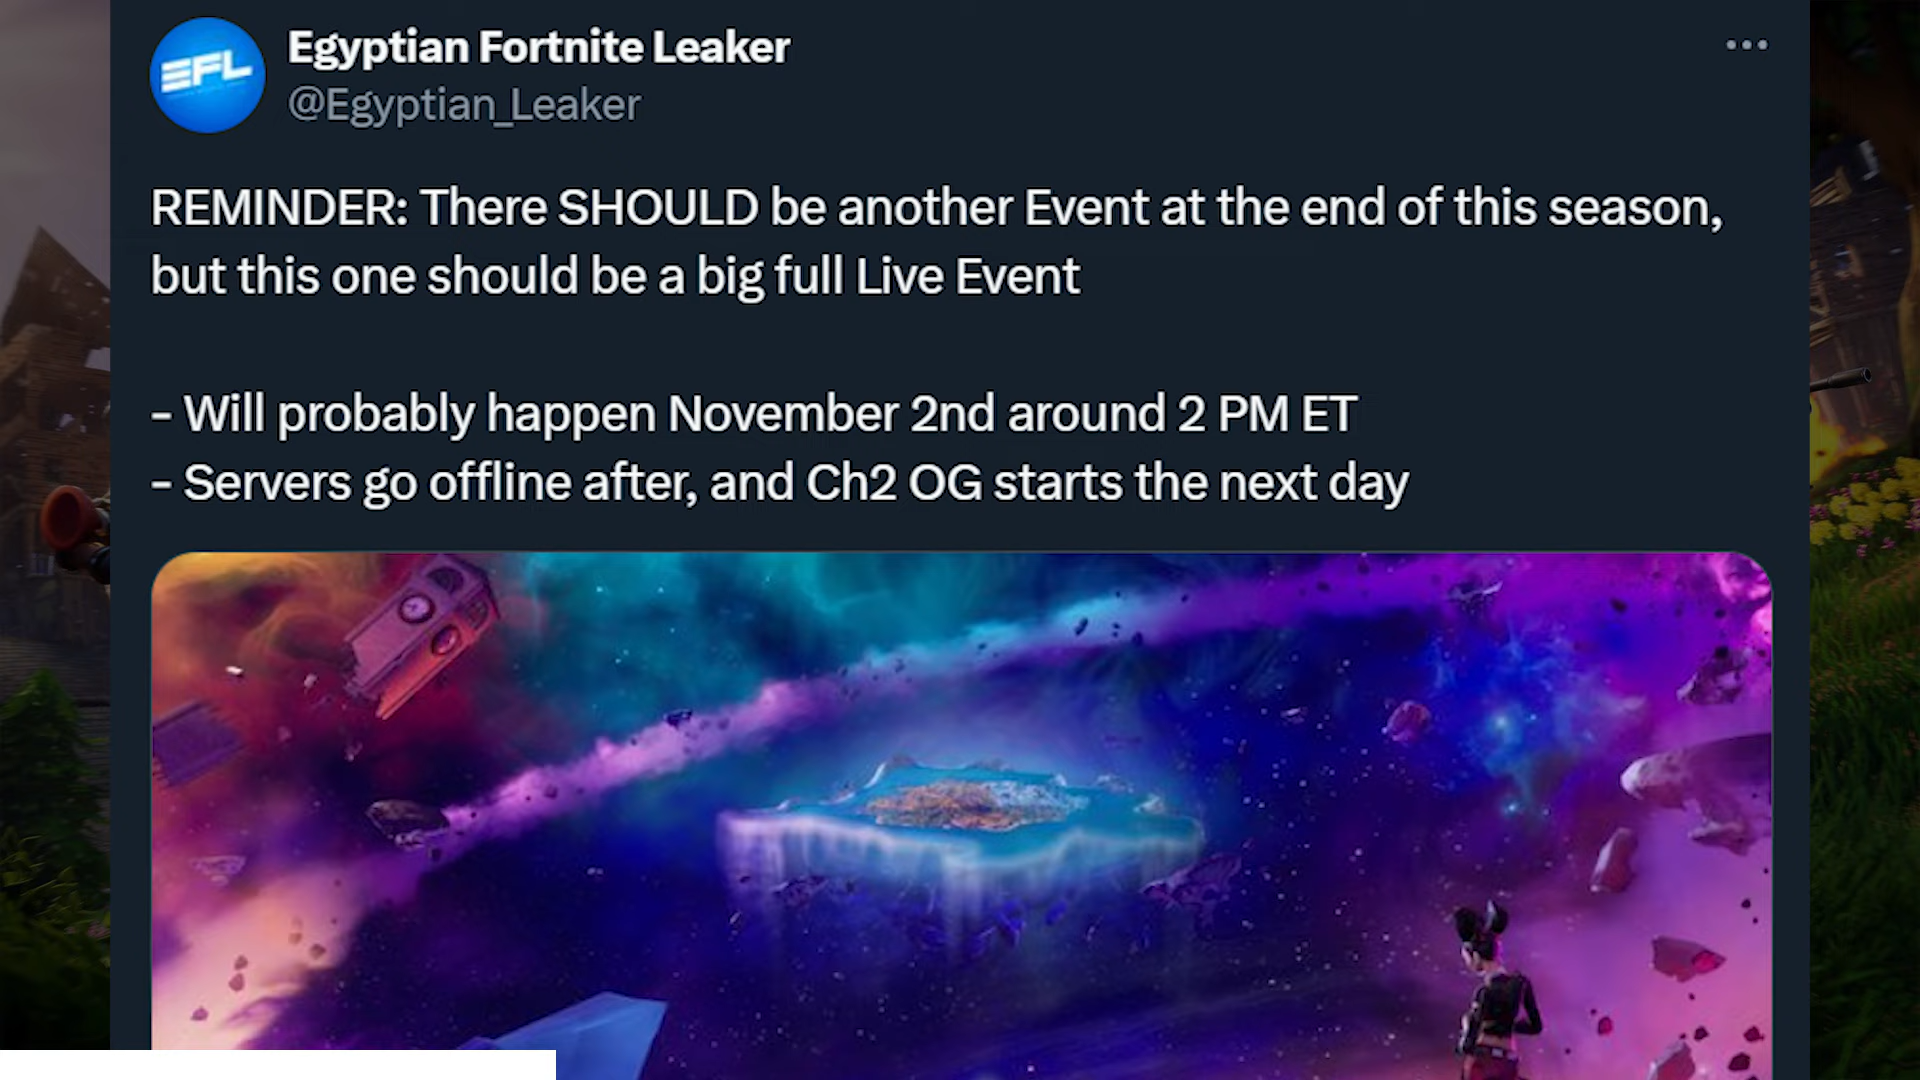 EFL
Egyptian Fortnite Leaker
@Egyptian_Leaker
REMINDER: There SHOULD be another Event at the end of this season,
but this one should be a big full Live Event
- Will probably happen November 2nd around 2 PM ET
- Servers go offline after, and Ch2 OG starts the next day